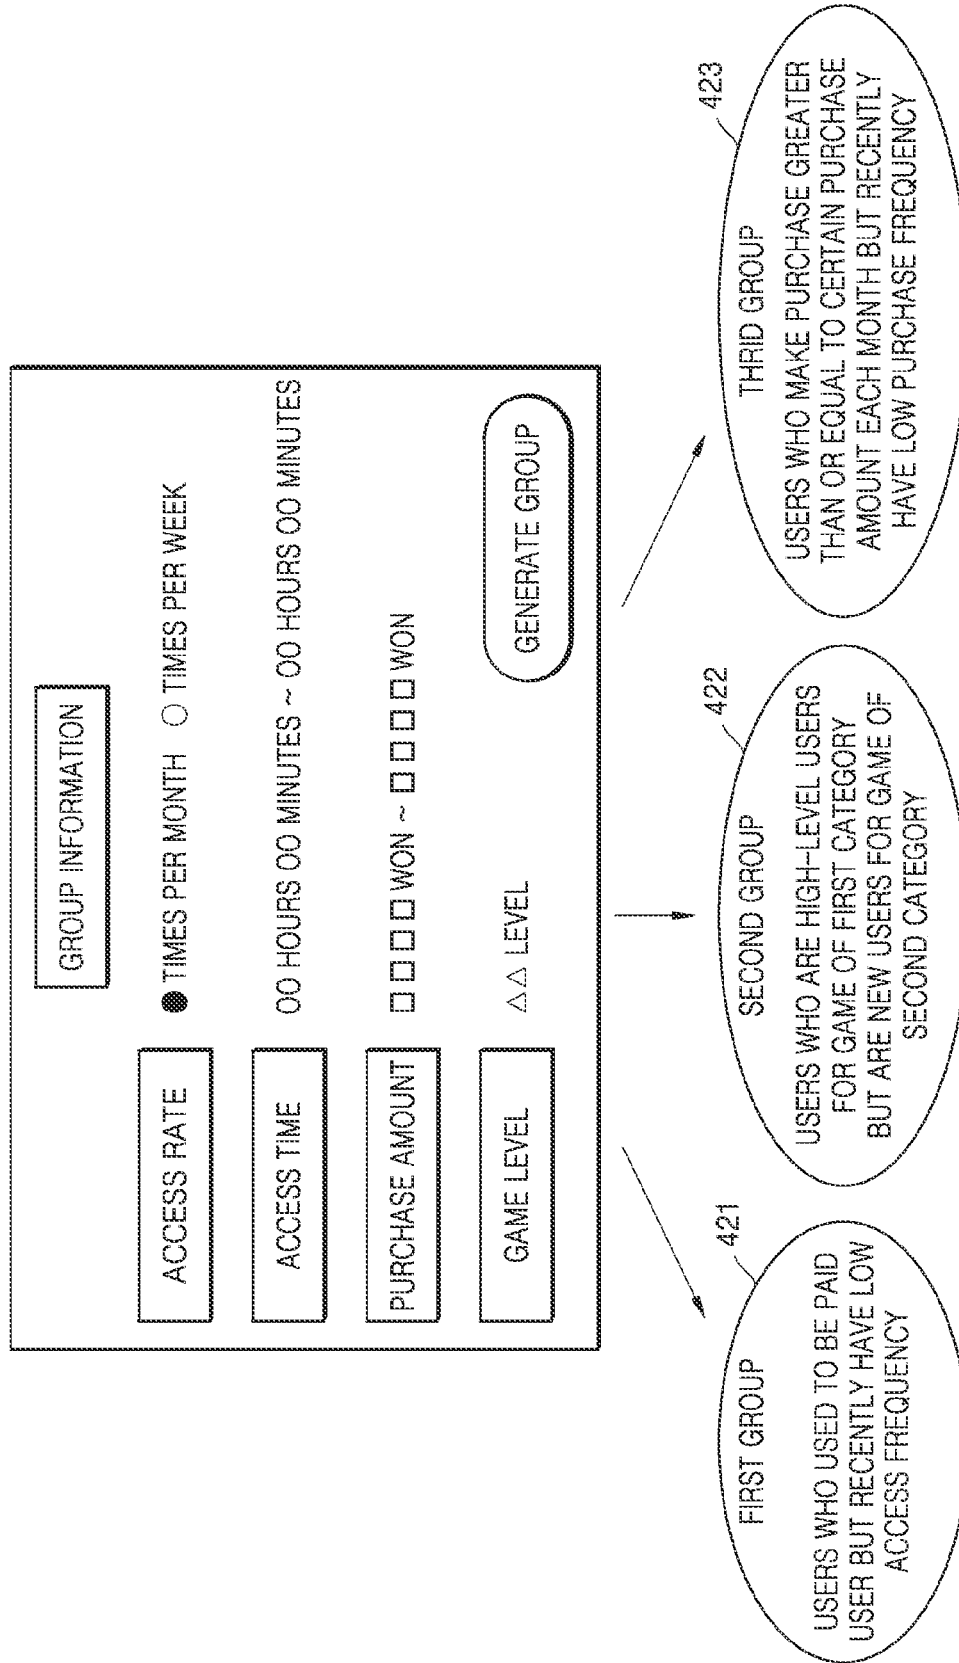 GROUP INFORMATION
ACCESS RATE
● TIMES PER MONTH ○ TIMES PER WEEK
ACCESS TIME
OO HOURS OO MINUTES ~ OO HOURS OO MINUTES
PURCHASE AMOUNT
□□□□ WON ~ □□□□ WON
GAME LEVEL
△△ LEVEL
GENERATE GROUP
421
FIRST GROUP
USERS WHO USED TO BE PAID
USER BUT RECENTLY HAVE LOW
ACCESS FREQUENCY
422
SECOND GROUP
USERS WHO ARE HIGH-LEVEL USERS
FOR GAME OF FIRST CATEGORY
BUT ARE NEW USERS FOR GAME OF
SECOND CATEGORY
423
THRID GROUP
USERS WHO MAKE PURCHASE GREATER
THAN OR EQUAL TO CERTAIN PURCHASE
AMOUNT EACH MONTH BUT RECENTLY
HAVE LOW PURCHASE FREQUENCY